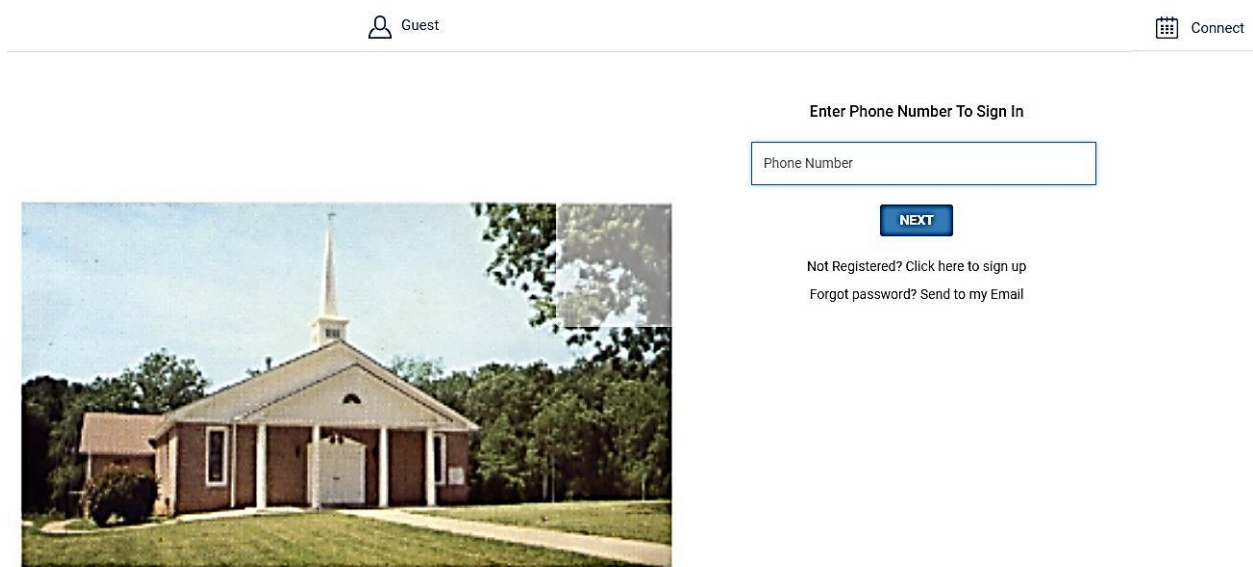 Guest
Connect
Enter Phone Number To Sign In
Phone Number
NEXT
Not Registered? Click here to sign up
Forgot password? Send to my Email